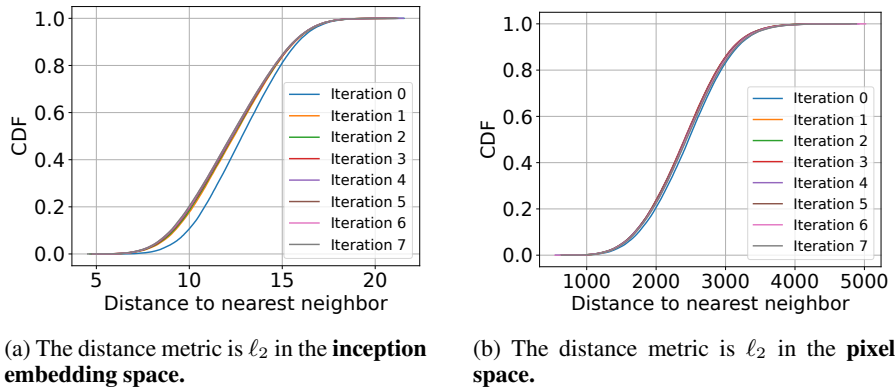 1.0
0.8
0.6
0.4
0.2
0.0
CDF
5
10
15
20
Distance to nearest neighbor
Iteration 0
Iteration 1
Iteration 2
Iteration 3
Iteration 4
Iteration 5
Iteration 6
Iteration 7
(a) The distance metric is ℓ2 in the inception
embedding space.
1.0
0.8
0.6
0.4
0.2
0.0
CDF
1000
2000
3000
4000
5000
Distance to nearest neighbor
Iteration 0
Iteration 1
Iteration 2
Iteration 3
Iteration 4
Iteration 5
Iteration 6
Iteration 7
(b) The distance metric is ℓ2 in the pixel
space.